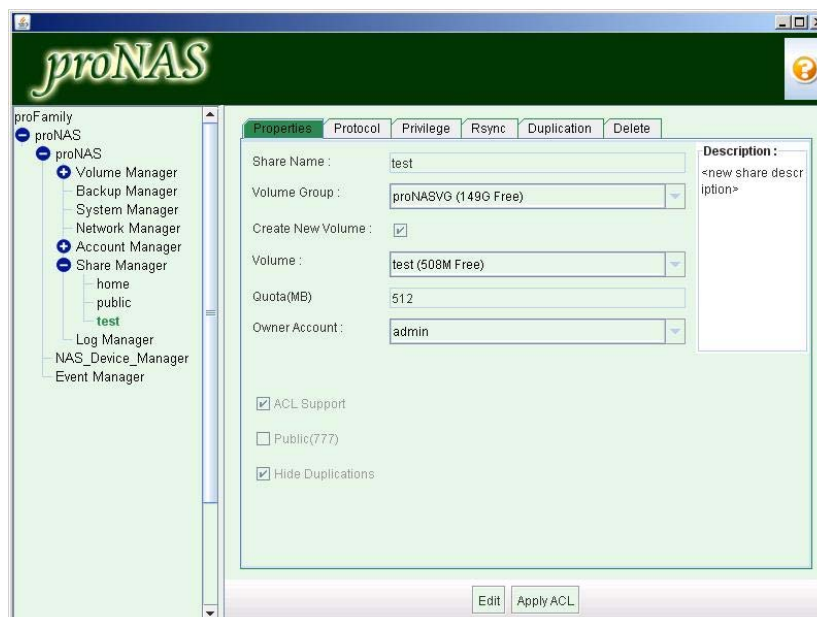 proNAS
proFamily
proNAS
proNAS
Volume Manager
Backup Manager
System Manager
Network Manager
Account Manager
Share Manager
home
public
test
Log Manager
NAS_Device_Manager
Event Manager
Properties Protocol Privilege Rsync Duplication Delete
Share Name : test
Volume Group : proNASVG (149G Free)
Create New Volume :
Volume : test (508M Free)
Quota(MB) 512
Owner Account : admin
ACL Support
Public(777)
Hide Duplications
Description :
<new share descr
iption>
Edit Apply ACL